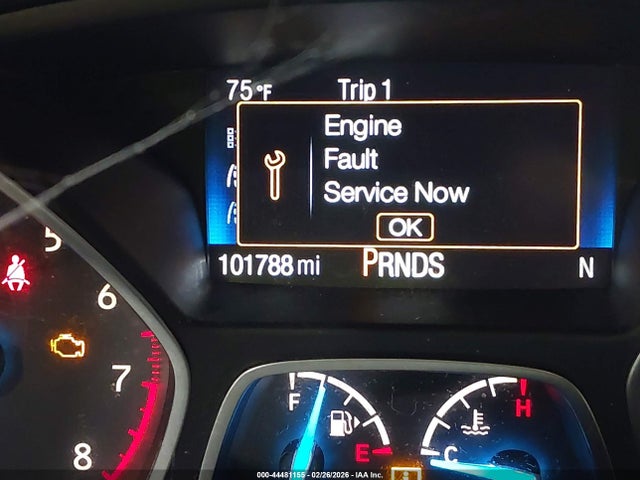 75°F Trip 1
Engine
Fault
Service Now
OK
101788 mi PRNDS N
5
6
7
8
F E
H C
000-44481155 - 02/26/2026 - IAA Inc.